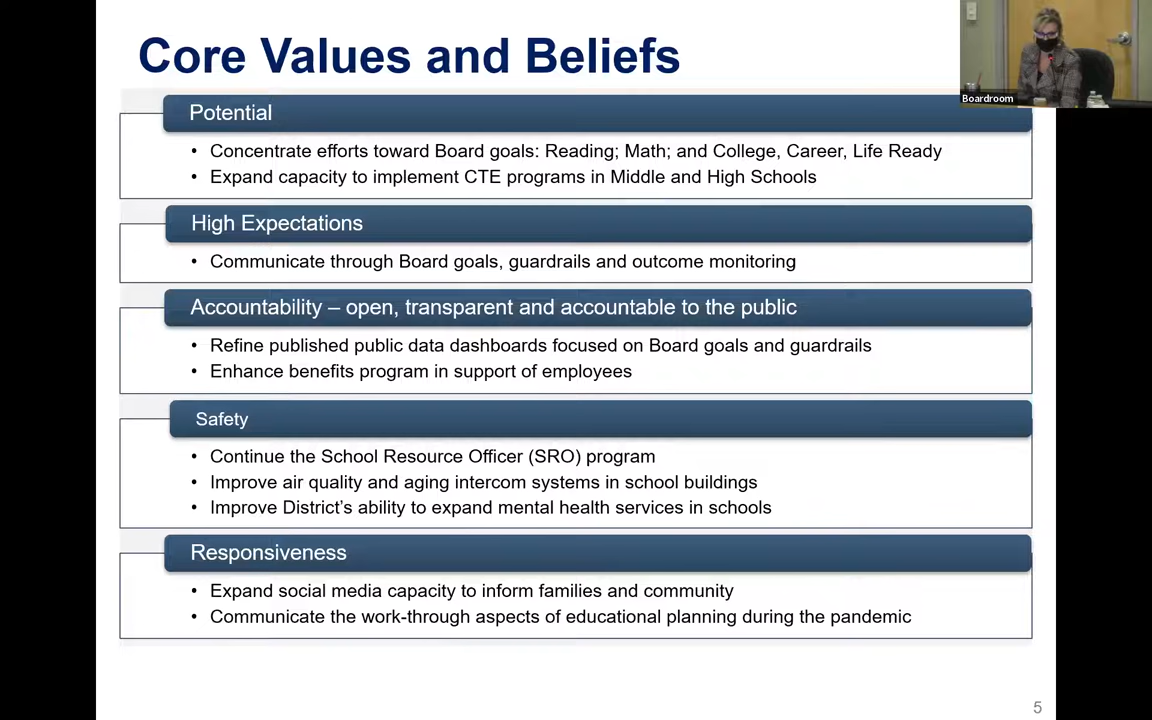 Core Values and Beliefs
Boardroom
Potential
• Concentrate efforts toward Board goals: Reading; Math; and College, Career, Life Ready
• Expand capacity to implement CTE programs in Middle and High Schools
High Expectations
• Communicate through Board goals, guardrails and outcome monitoring
Accountability – open, transparent and accountable to the public
• Refine published public data dashboards focused on Board goals and guardrails
• Enhance benefits program in support of employees
Safety
• Continue the School Resource Officer (SRO) program
• Improve air quality and aging intercom systems in school buildings
• Improve District’s ability to expand mental health services in schools
Responsiveness
• Expand social media capacity to inform families and community
• Communicate the work-through aspects of educational planning during the pandemic
5